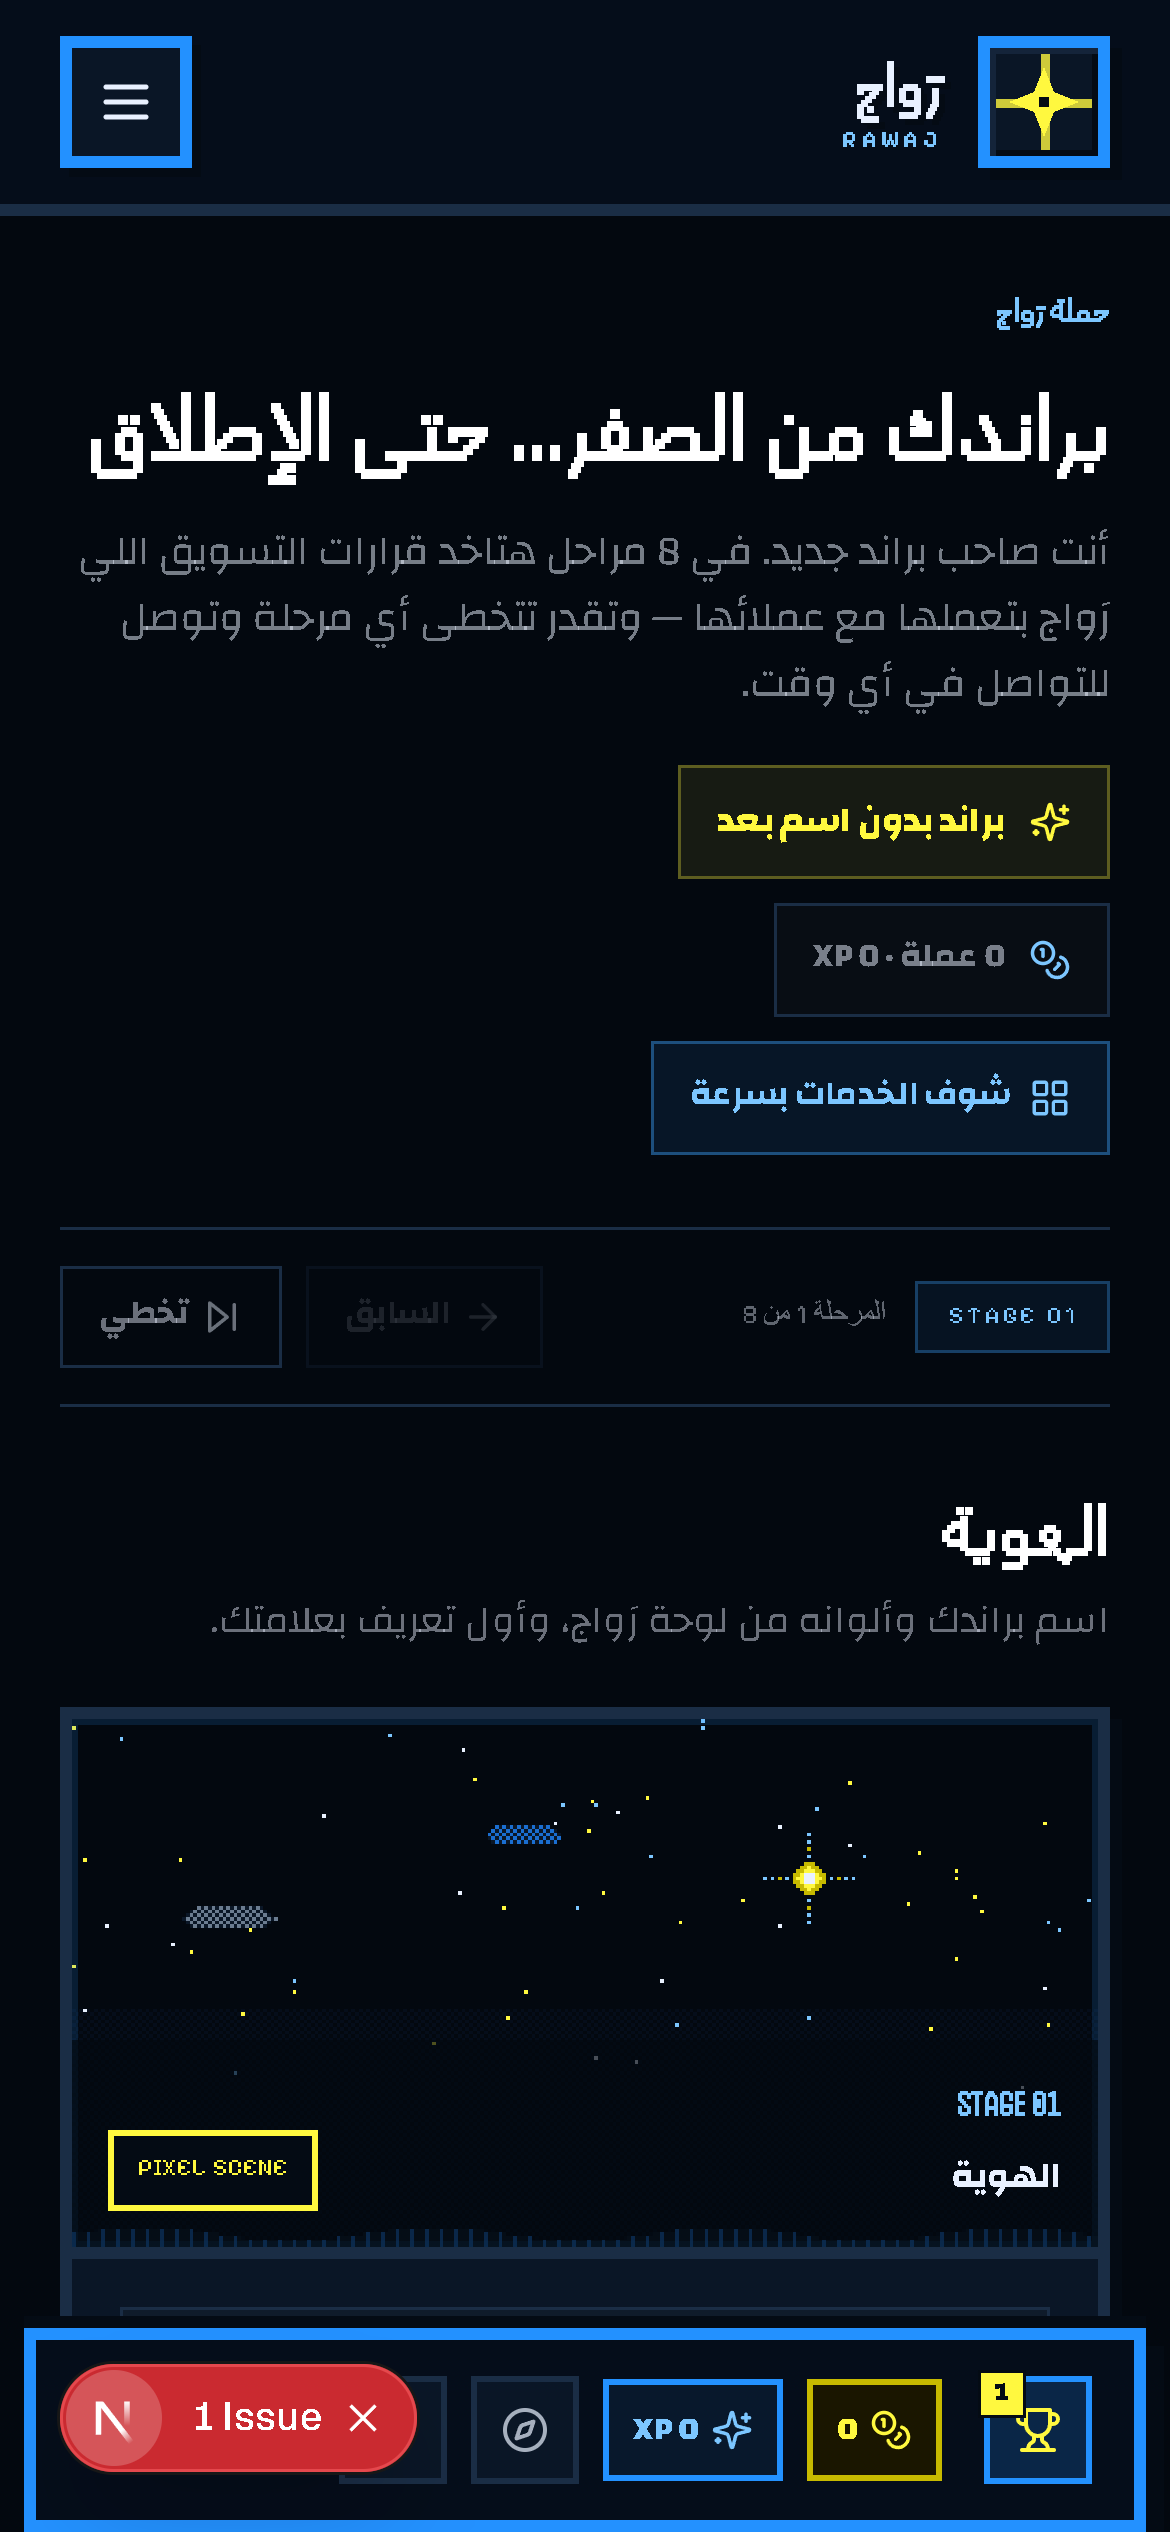 رَواج
RAWAJ
حملة رَواج
براندك من الصفر... حتى الإطلاق
أنت صاحب براند جديد. في 8 مراحل هتاخد قرارات التسويق اللي
رَواج بتعملها مع عملائها — وتقدر تتخطى أي مرحلة وتوصل
للتواصل في أي وقت.
براند بدون اسم بعد
0 عملة · 0 XP
شوف الخدمات بسرعة
STAGE 01
المرحلة 1 من 8
السابق
تخطي
الهوية
اسم براندك وألوانه من لوحة رَواج، وأول تعريف بعلامتك.
STAGE 01
الهوية
PIXEL SCENE
1
0
XP 0
N
1 Issue